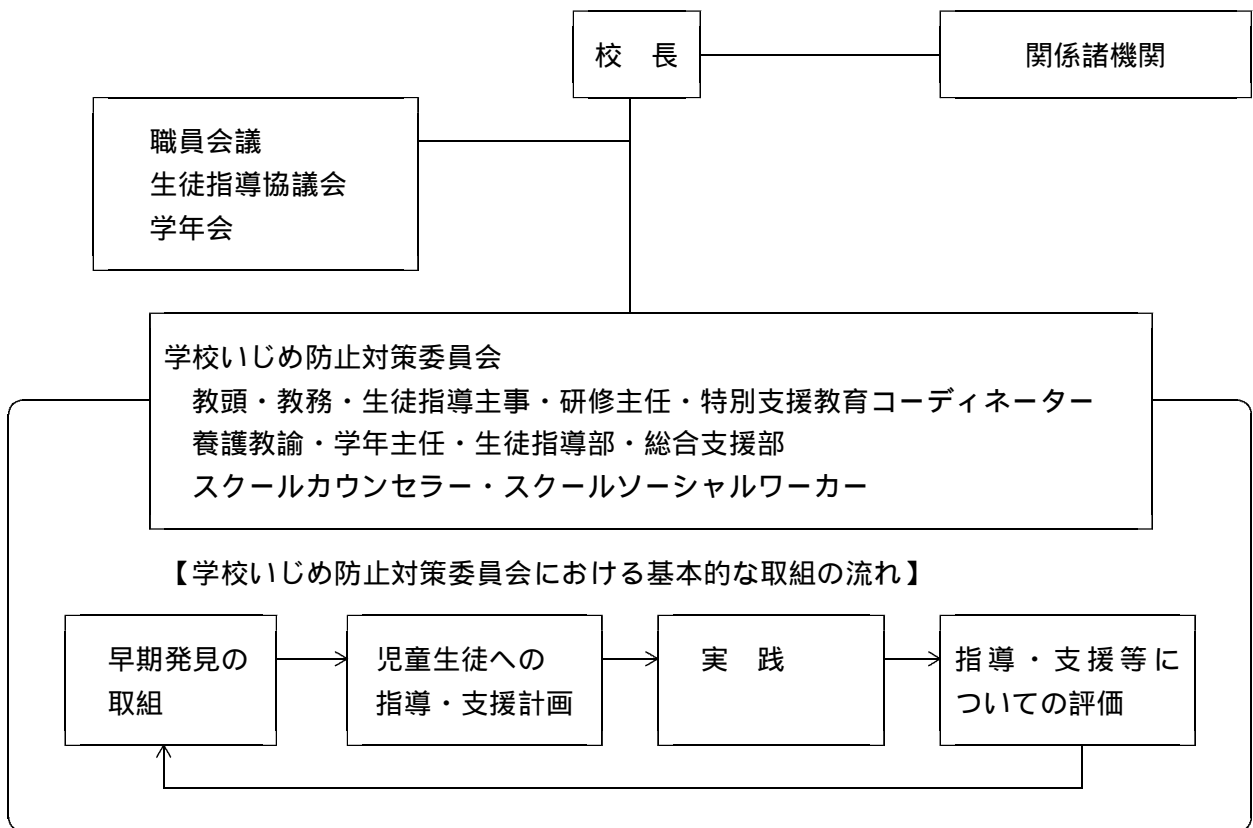 校　長
関係諸機関
職員会議
生徒指導協議会
学年会
学校いじめ防止対策委員会
教頭・教務・生徒指導主事・研修主任・特別支援教育コーディネーター
養護教諭・学年主任・生徒指導部・総合支援部
スクールカウンセラー・スクールソーシャルワーカー
【学校いじめ防止対策委員会における基本的な取組の流れ】
早期発見の
取組
児童生徒への
指導・支援計画
実　践
指導・支援等に
ついての評価